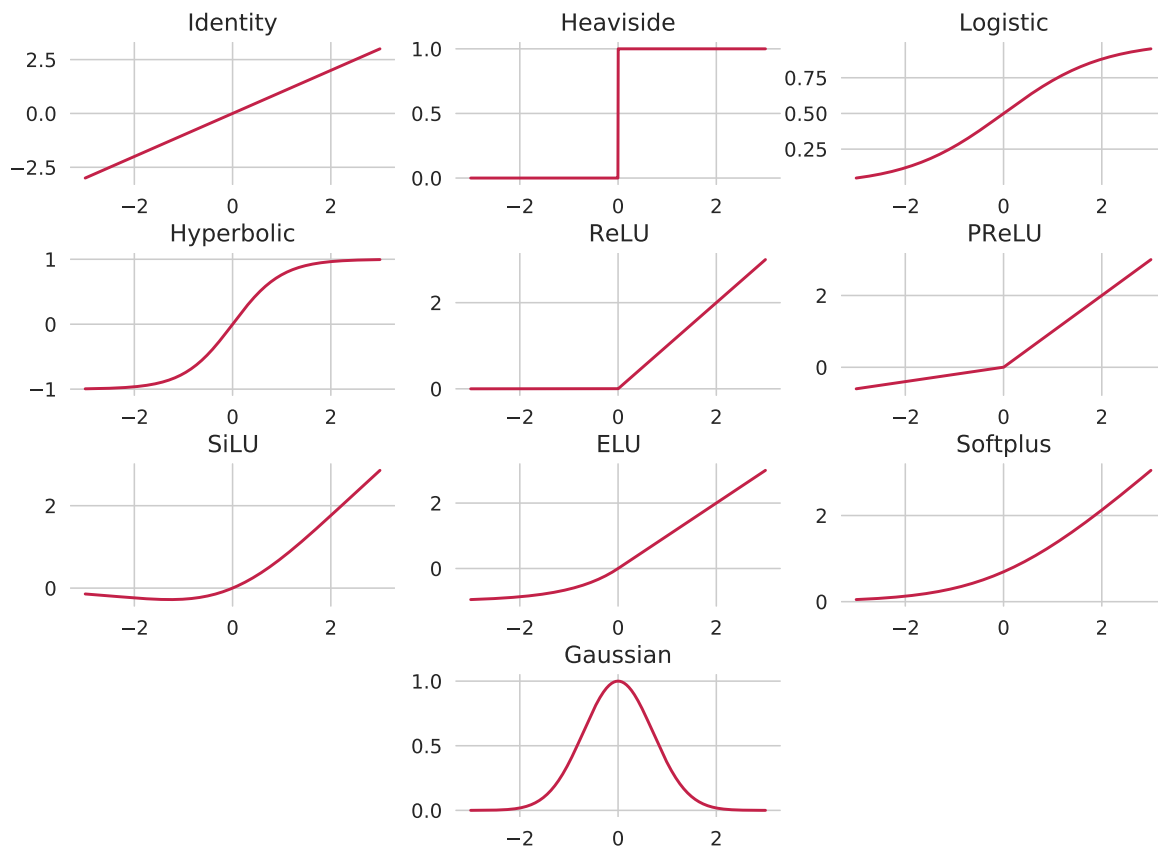 Identity Heaviside Logistic
2.5 0.0 −2.5 −2 0 2
1.0 0.5 0.0 −2 0 2
0.75 0.50 0.25 −2 0 2
Hyperbolic ReLU PReLU
1 0 −1 −2 0 2
2 0 −2 0 2
2 0 −2 0 2
SiLU ELU Softplus
2 0 −2 0 2
2 0 −2 0 2
2 0 −2 0 2
Gaussian
1.0 0.5 0.0 −2 0 2